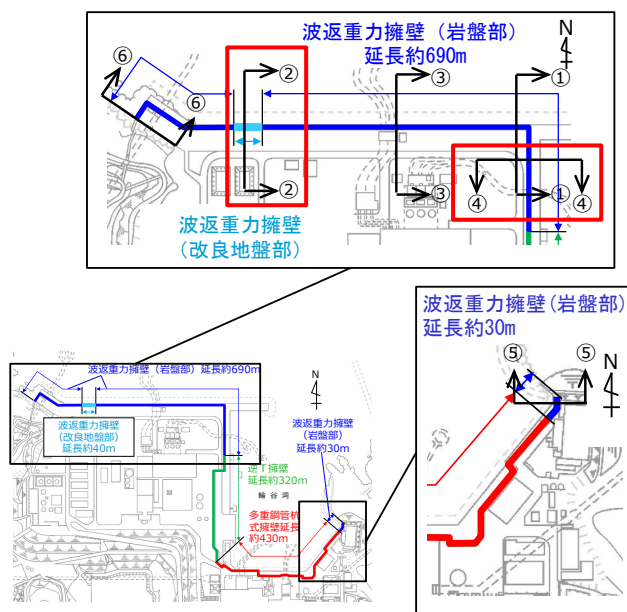 波返重力擁壁（岩盤部）
延長約690m
N
⑥
⑥
②
③
①
②
③
①
④
④
波返重力擁壁
（改良地盤部）
波返重力擁壁(岩盤部)
延長約30m
⑤
⑤
N
波返重力擁壁（岩盤部）延長約690m
N
波返重力擁壁
（改良地盤部）
延長約40m
波返重力擁壁
（岩盤部）
延長約30m
逆Ｔ擁壁
延長約320m
輪谷湾
多重鋼管杭
式擁壁延長
約430m